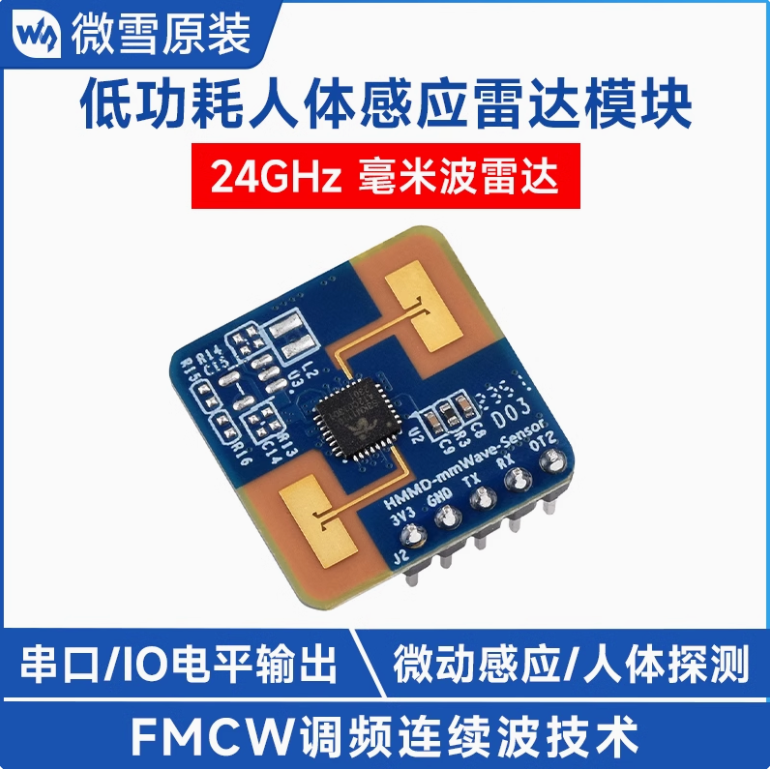 微雪原装
低功耗人体感应雷达模块
24GHz 毫米波雷达
R14
C15
R15
L2
U3
R16
C14
R13
U2
C9
R3
C8
D03
HMMD-mmWave-Sensor
3V3 GND TX RX OT2
J2
串口/IO电平输出
微动感应/人体探测
FMCW调频连续波技术